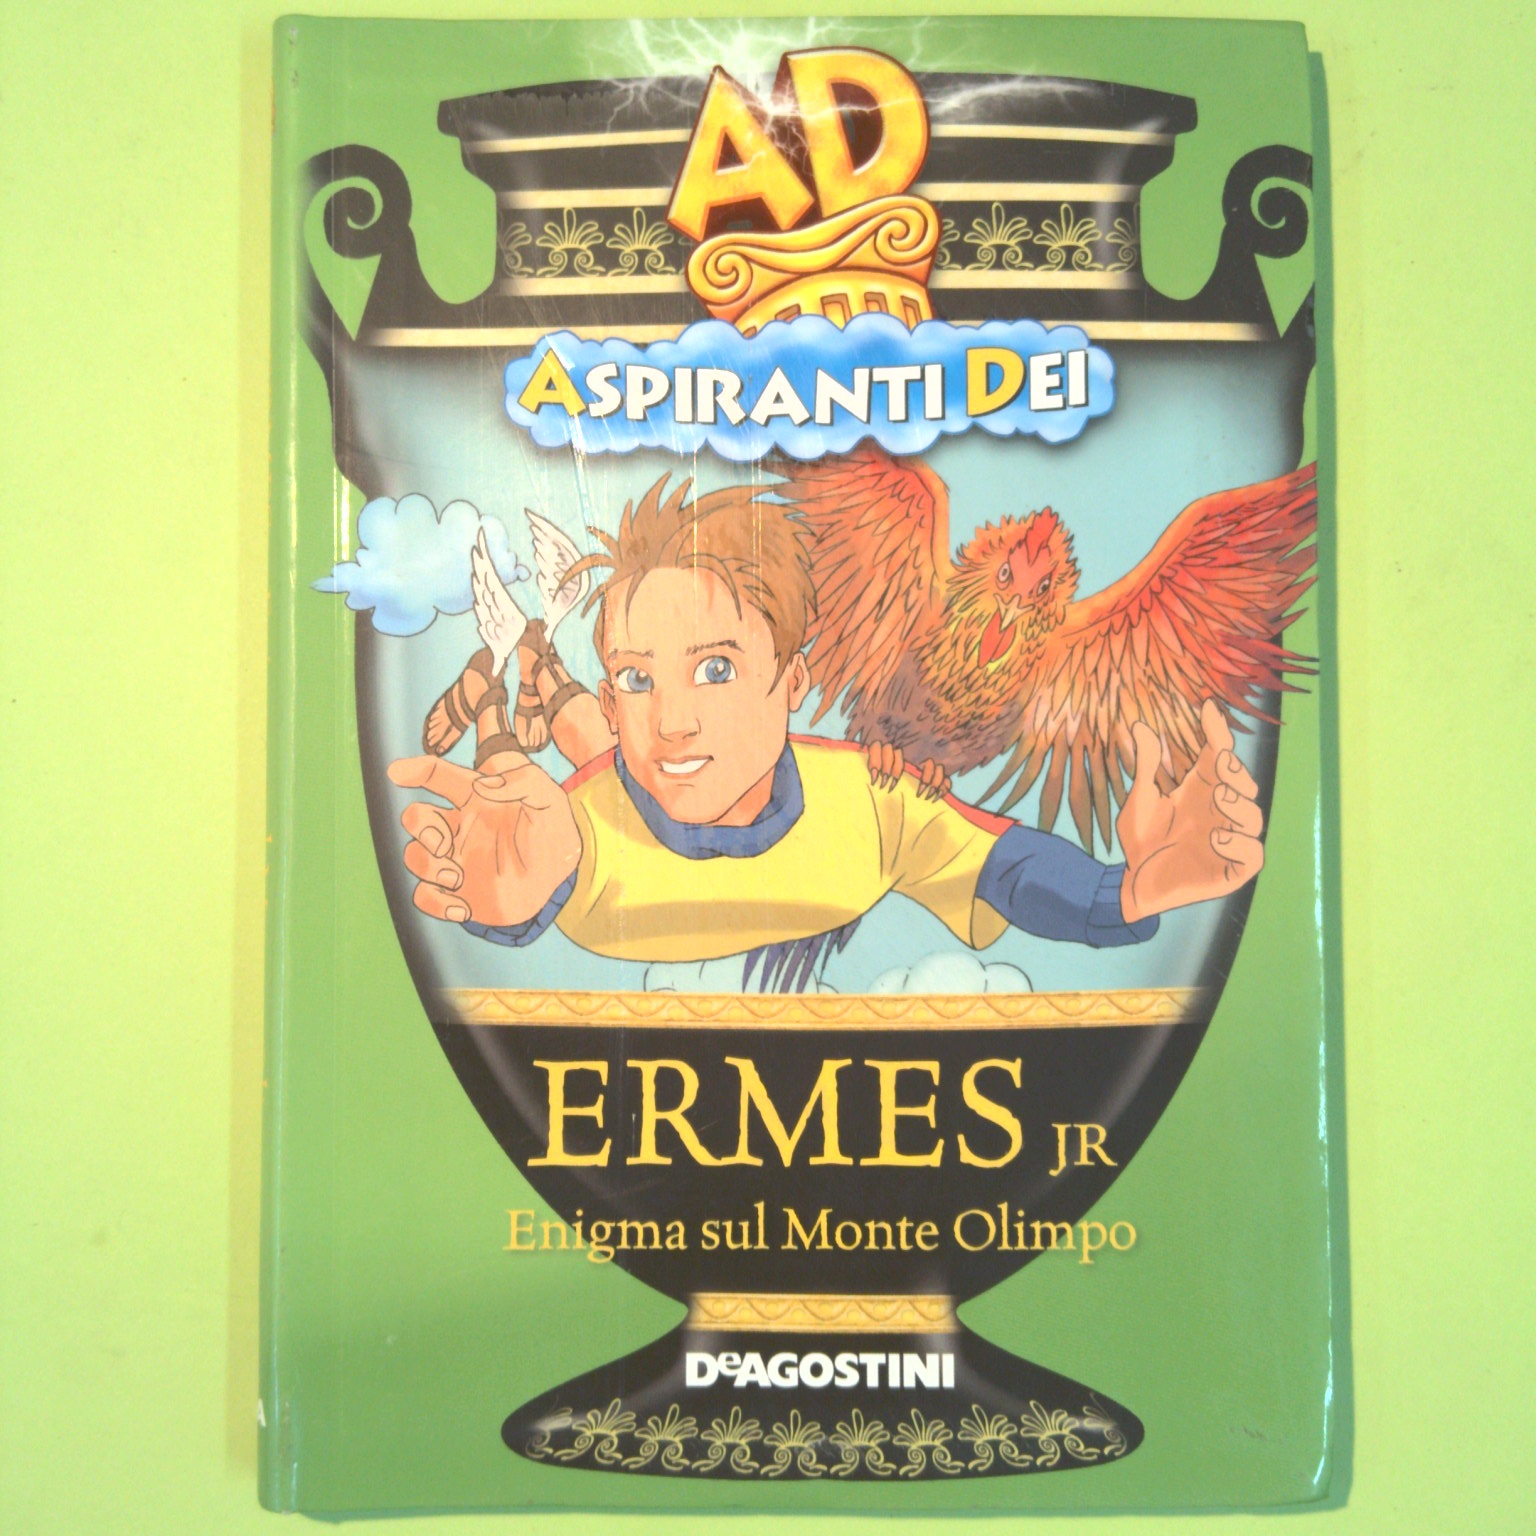 AD
ASPIRANTI DEI
ERMES JR
Enigma sul Monte Olimpo
DeAGOSTINI
A